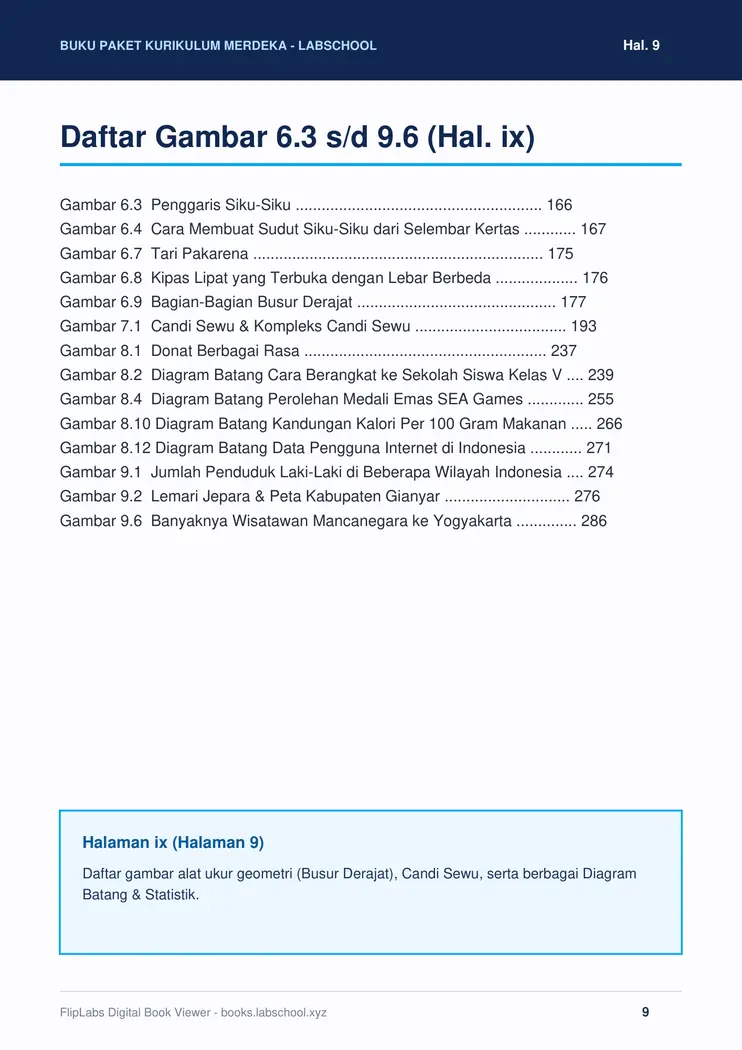 BUKU PAKET KURIKULUM MERDEKA - LABSCHOOL Hal. 9
Daftar Gambar 6.3 s/d 9.6 (Hal. ix)
Gambar 6.3 Penggaris Siku-Siku ......................................................... 166
Gambar 6.4 Cara Membuat Sudut Siku-Siku dari Selembar Kertas ............ 167
Gambar 6.7 Tari Pakarena ................................................................... 175
Gambar 6.8 Kipas Lipat yang Terbuka dengan Lebar Berbeda ................... 176
Gambar 6.9 Bagian-Bagian Busur Derajat .............................................. 177
Gambar 7.1 Candi Sewu & Kompleks Candi Sewu ................................... 193
Gambar 8.1 Donat Berbagai Rasa ........................................................ 237
Gambar 8.2 Diagram Batang Cara Berangkat ke Sekolah Siswa Kelas V .... 239
Gambar 8.4 Diagram Batang Perolehan Medali Emas SEA Games ............. 255
Gambar 8.10 Diagram Batang Kandungan Kalori Per 100 Gram Makanan ..... 266
Gambar 8.12 Diagram Batang Data Pengguna Internet di Indonesia ............ 271
Gambar 9.1 Jumlah Penduduk Laki-Laki di Beberapa Wilayah Indonesia .... 274
Gambar 9.2 Lemari Jepara & Peta Kabupaten Gianyar ............................. 276
Gambar 9.6 Banyaknya Wisatawan Mancanegara ke Yogyakarta .............. 286
Halaman ix (Halaman 9)
Daftar gambar alat ukur geometri (Busur Derajat), Candi Sewu, serta berbagai Diagram
Batang & Statistik.
FlipLabs Digital Book Viewer - books.labschool.xyz 9